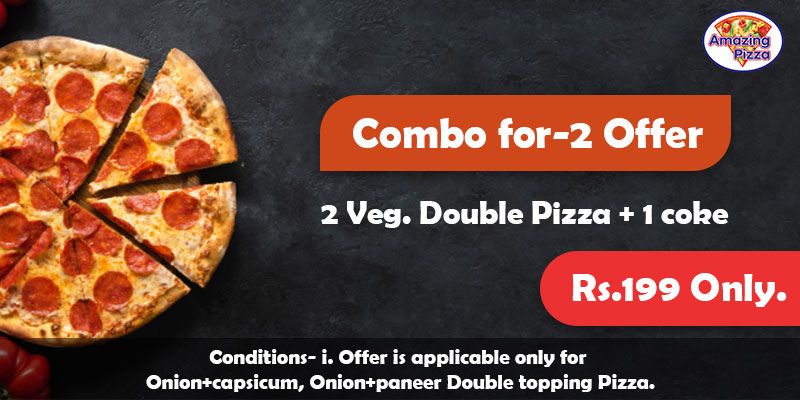 Amazing
Pizza
Combo for-2 Offer
2 Veg. Double Pizza + 1 coke
Rs.199 Only.
Conditions- i. Offer is applicable only for
Onion+capsicum, Onion+paneer Double topping Pizza.